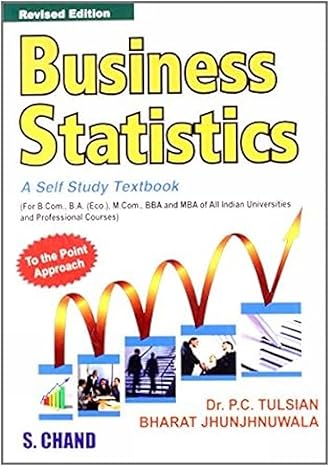 Revised Edition
Business
Statistics
A Self Study Textbook
(For B.Com., B.A. (Eco.), M.Com., BBA and MBA of All Indian Universities
and Professional Courses)
To the Point
Approach
Dr. P.C. TULSIAN
BHARAT JHUNJHNUWALA
S. CHAND